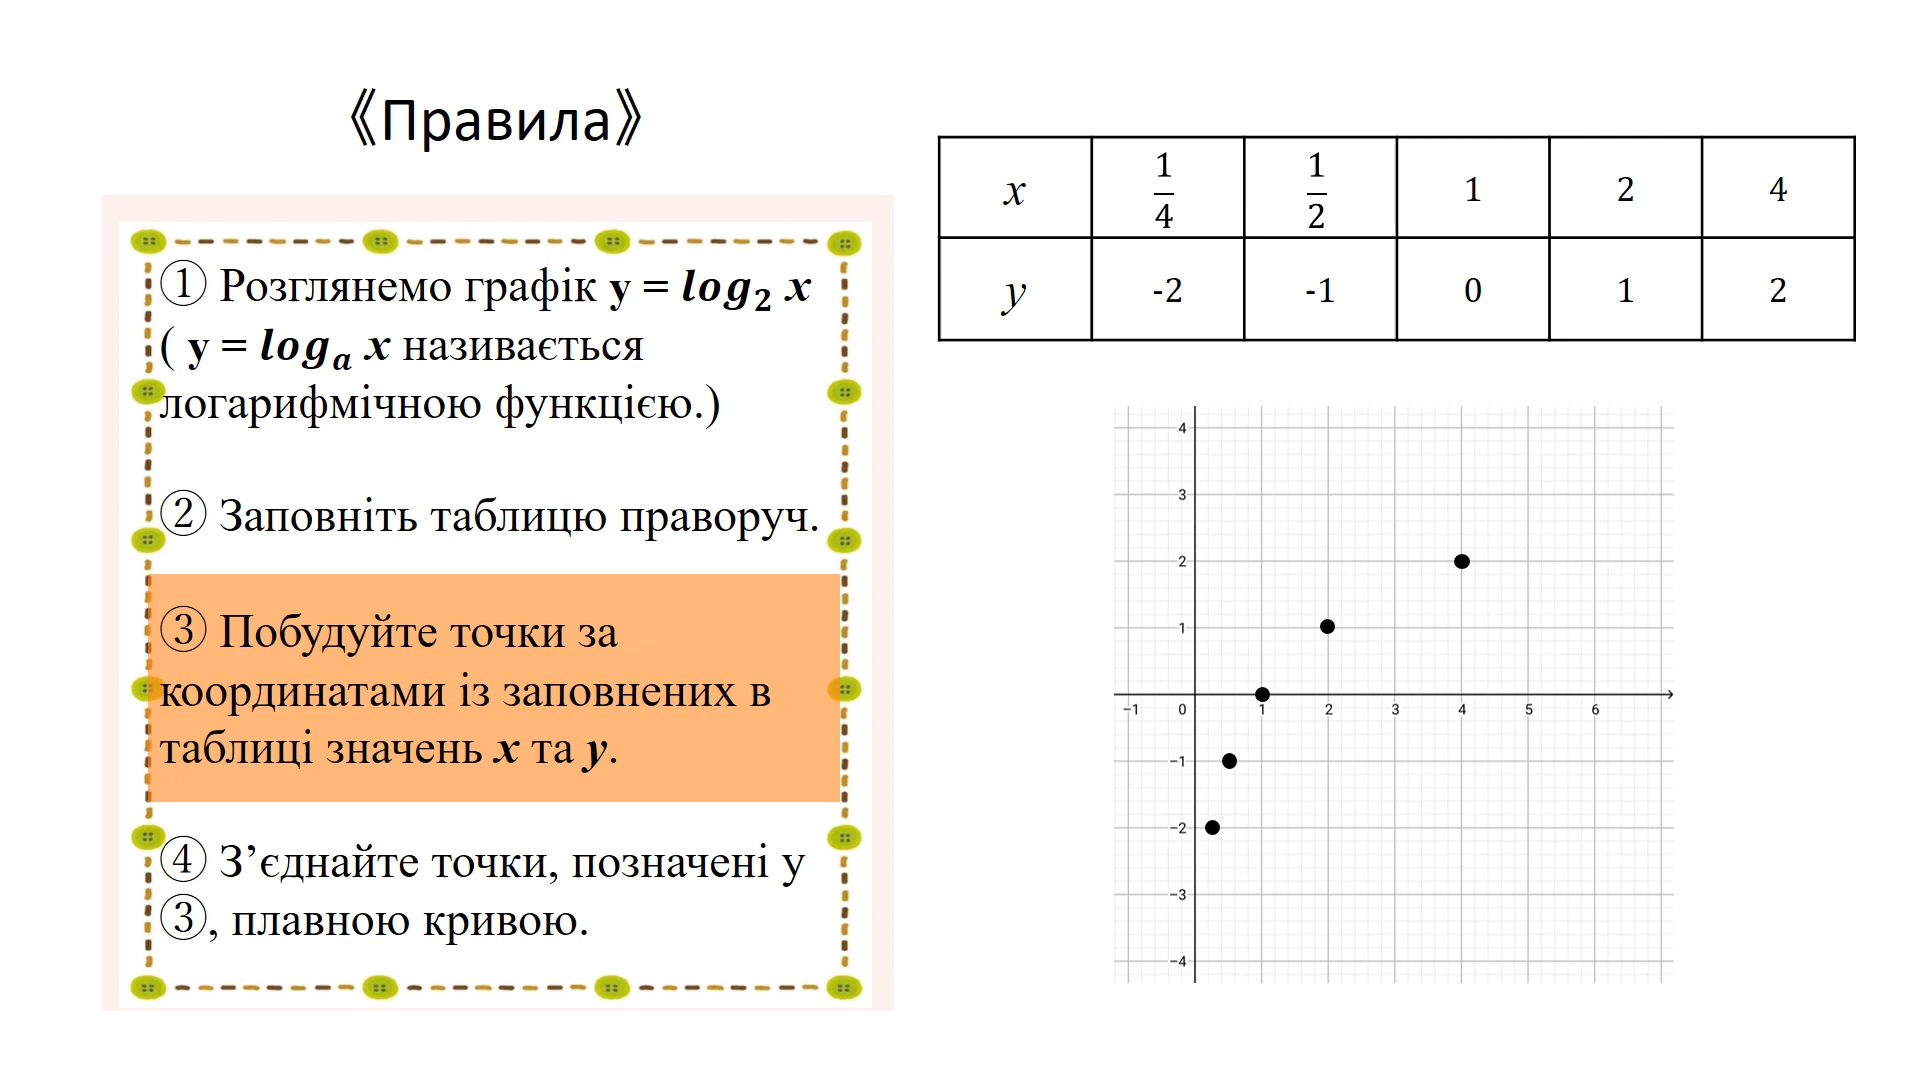 《Правила》
① Розглянемо графік y = log₂ x
( y = logₐ x називається
логарифмічною функцією.)
② Заповніть таблицю праворуч.
③ Побудуйте точки за
координатами із заповнених в
таблиці значень x та y.
④ З’єднайте точки, позначені у
③, плавною кривою.
x 1/4 1/2 1 2 4
y -2 -1 0 1 2
4
3
2
1
−1 0 1 2 3 4 5 6
−1
−2
−3
−4